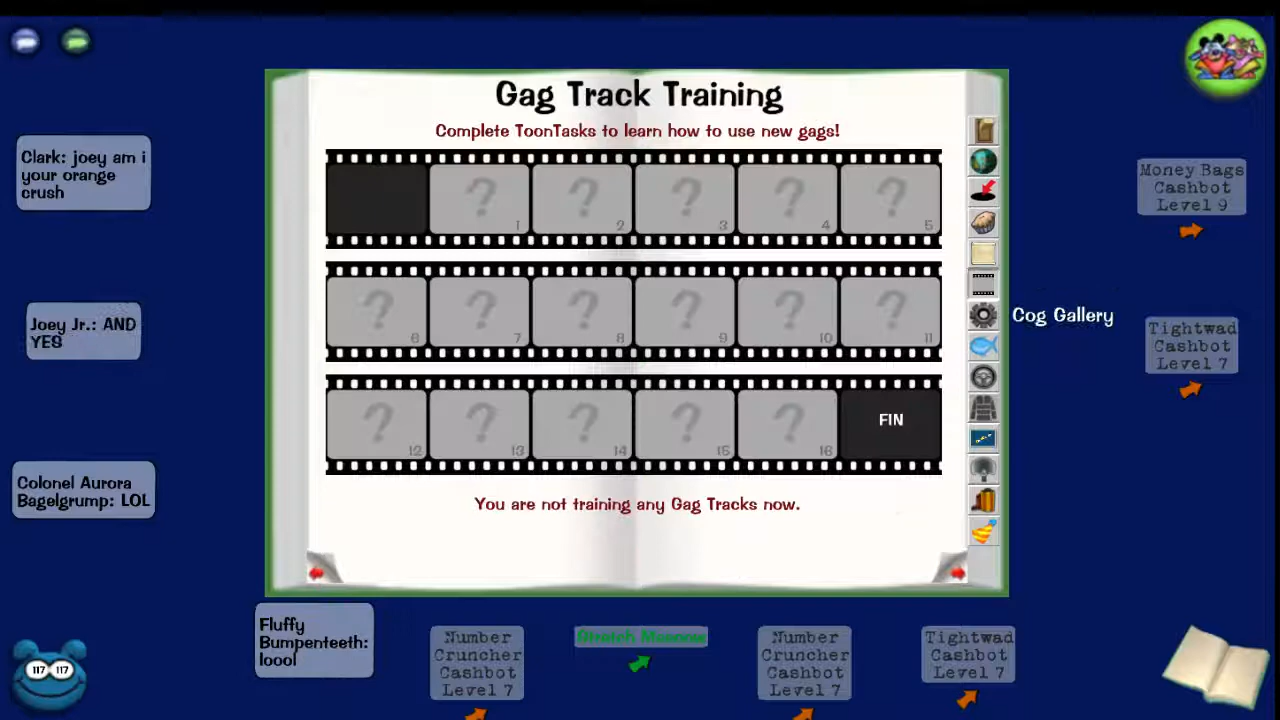 Gag Track Training
Complete ToonTasks to learn how to use new gags!
1
2
3
4
5
6
7
8
9
10
11
12
13
14
15
16
FIN
You are not training any Gag Tracks now.
Cog Gallery
Clark: joey am i
your orange
crush
Joey Jr.: AND
YES
Colonel Aurora
Bagelgrump: LOL
Money Bags
Cashbot
Level 9
Tightwad
Cashbot
Level 7
Fluffy
Bumpenteeth:
loool
Number
Cruncher
Cashbot
Level 7
Number
Cruncher
Cashbot
Level 7
Tightwad
Cashbot
Level 7
117 117